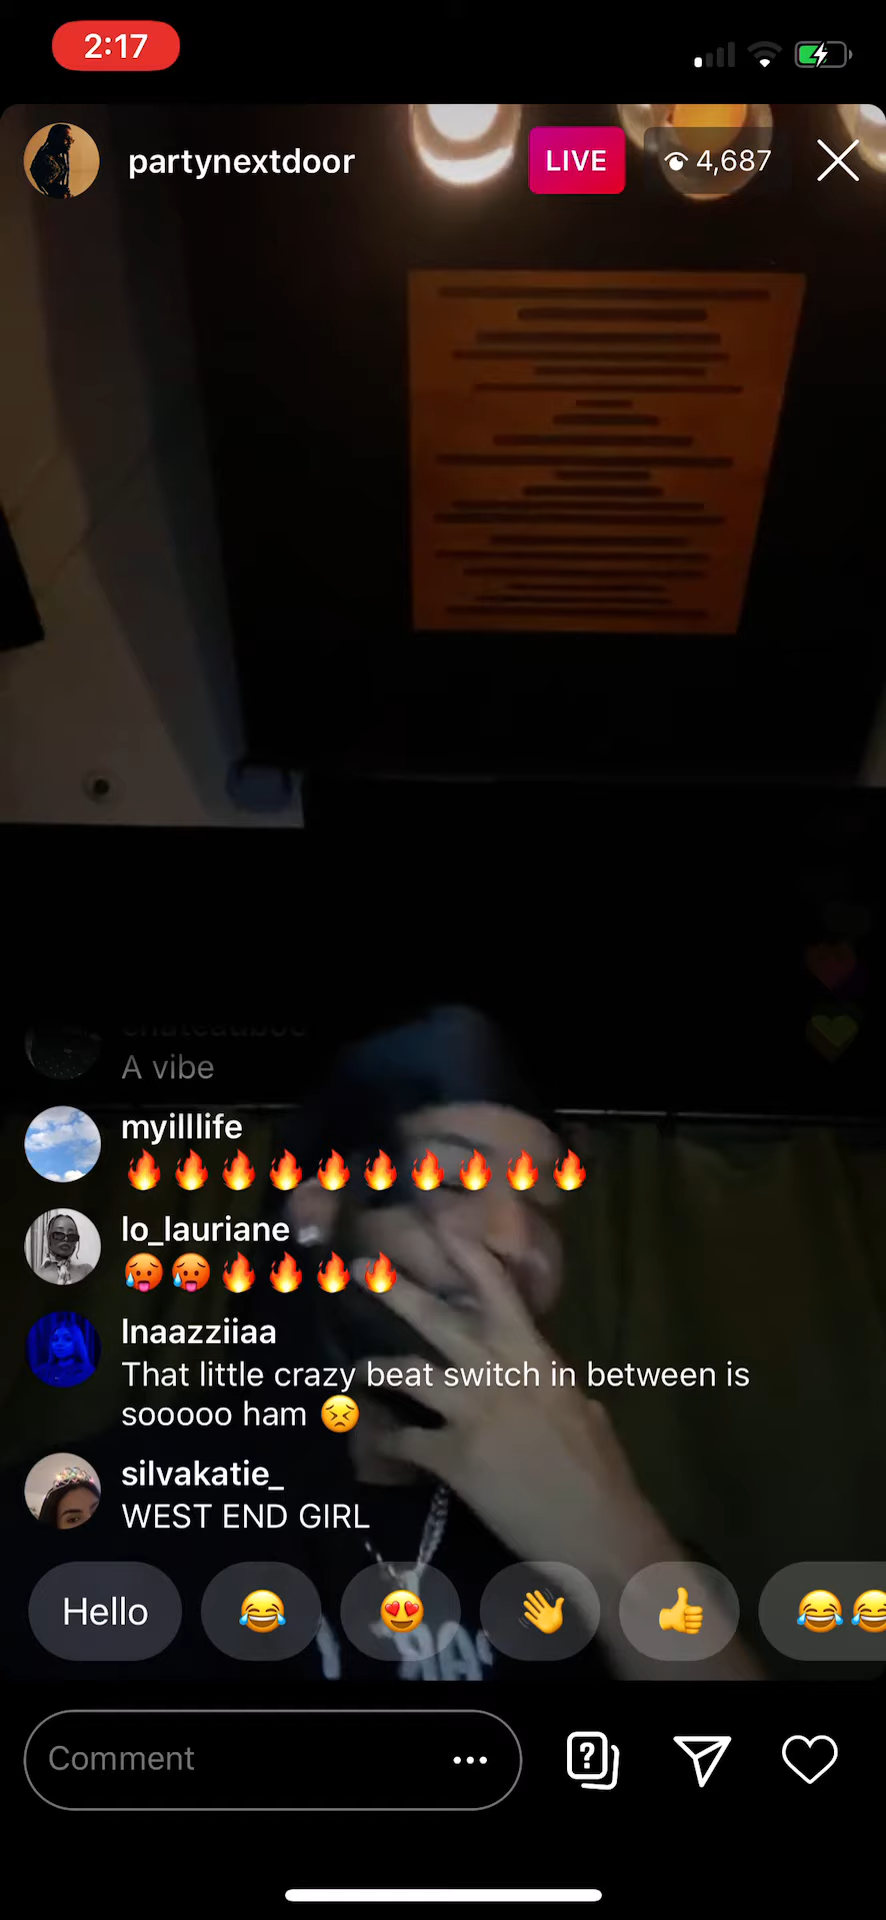 2:17
partynextdoor
LIVE
4,687
A vibe
myilllife
🔥🔥🔥🔥🔥🔥🔥🔥🔥🔥
lo_lauriane
🥵🥵🔥🔥🔥🔥
lnaazziiaa
That little crazy beat switch in between is
sooooo ham 😣
silvakatie_
WEST END GIRL
Hello 😂 😍 👋 👍 😂😂
Comment